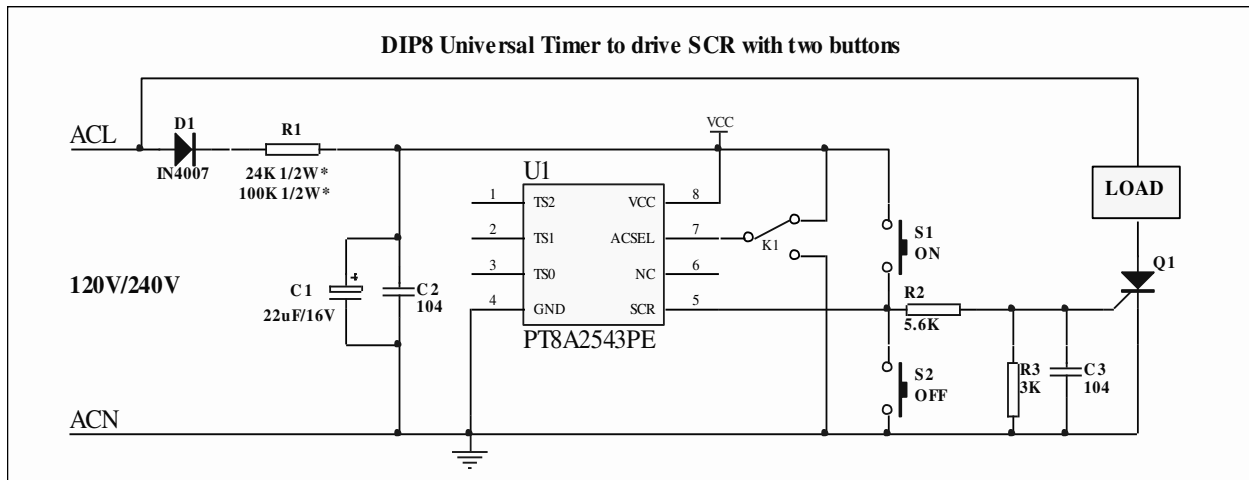 DIP8 Universal Timer to drive SCR with two buttons
ACL
D1
IN4007
R1
24K 1/2W*
100K 1/2W*
VCC
U1
1
TS2
VCC
8
2
TS1
ACSEL
7
3
TS0
NC
6
4
GND
SCR
5
PT8A2543PE
K1
S1
ON
LOAD
Q1
120V/240V
C1
+
22uF/16V
C2
104
R2
5.6K
S2
OFF
R3
3K
C3
104
ACN